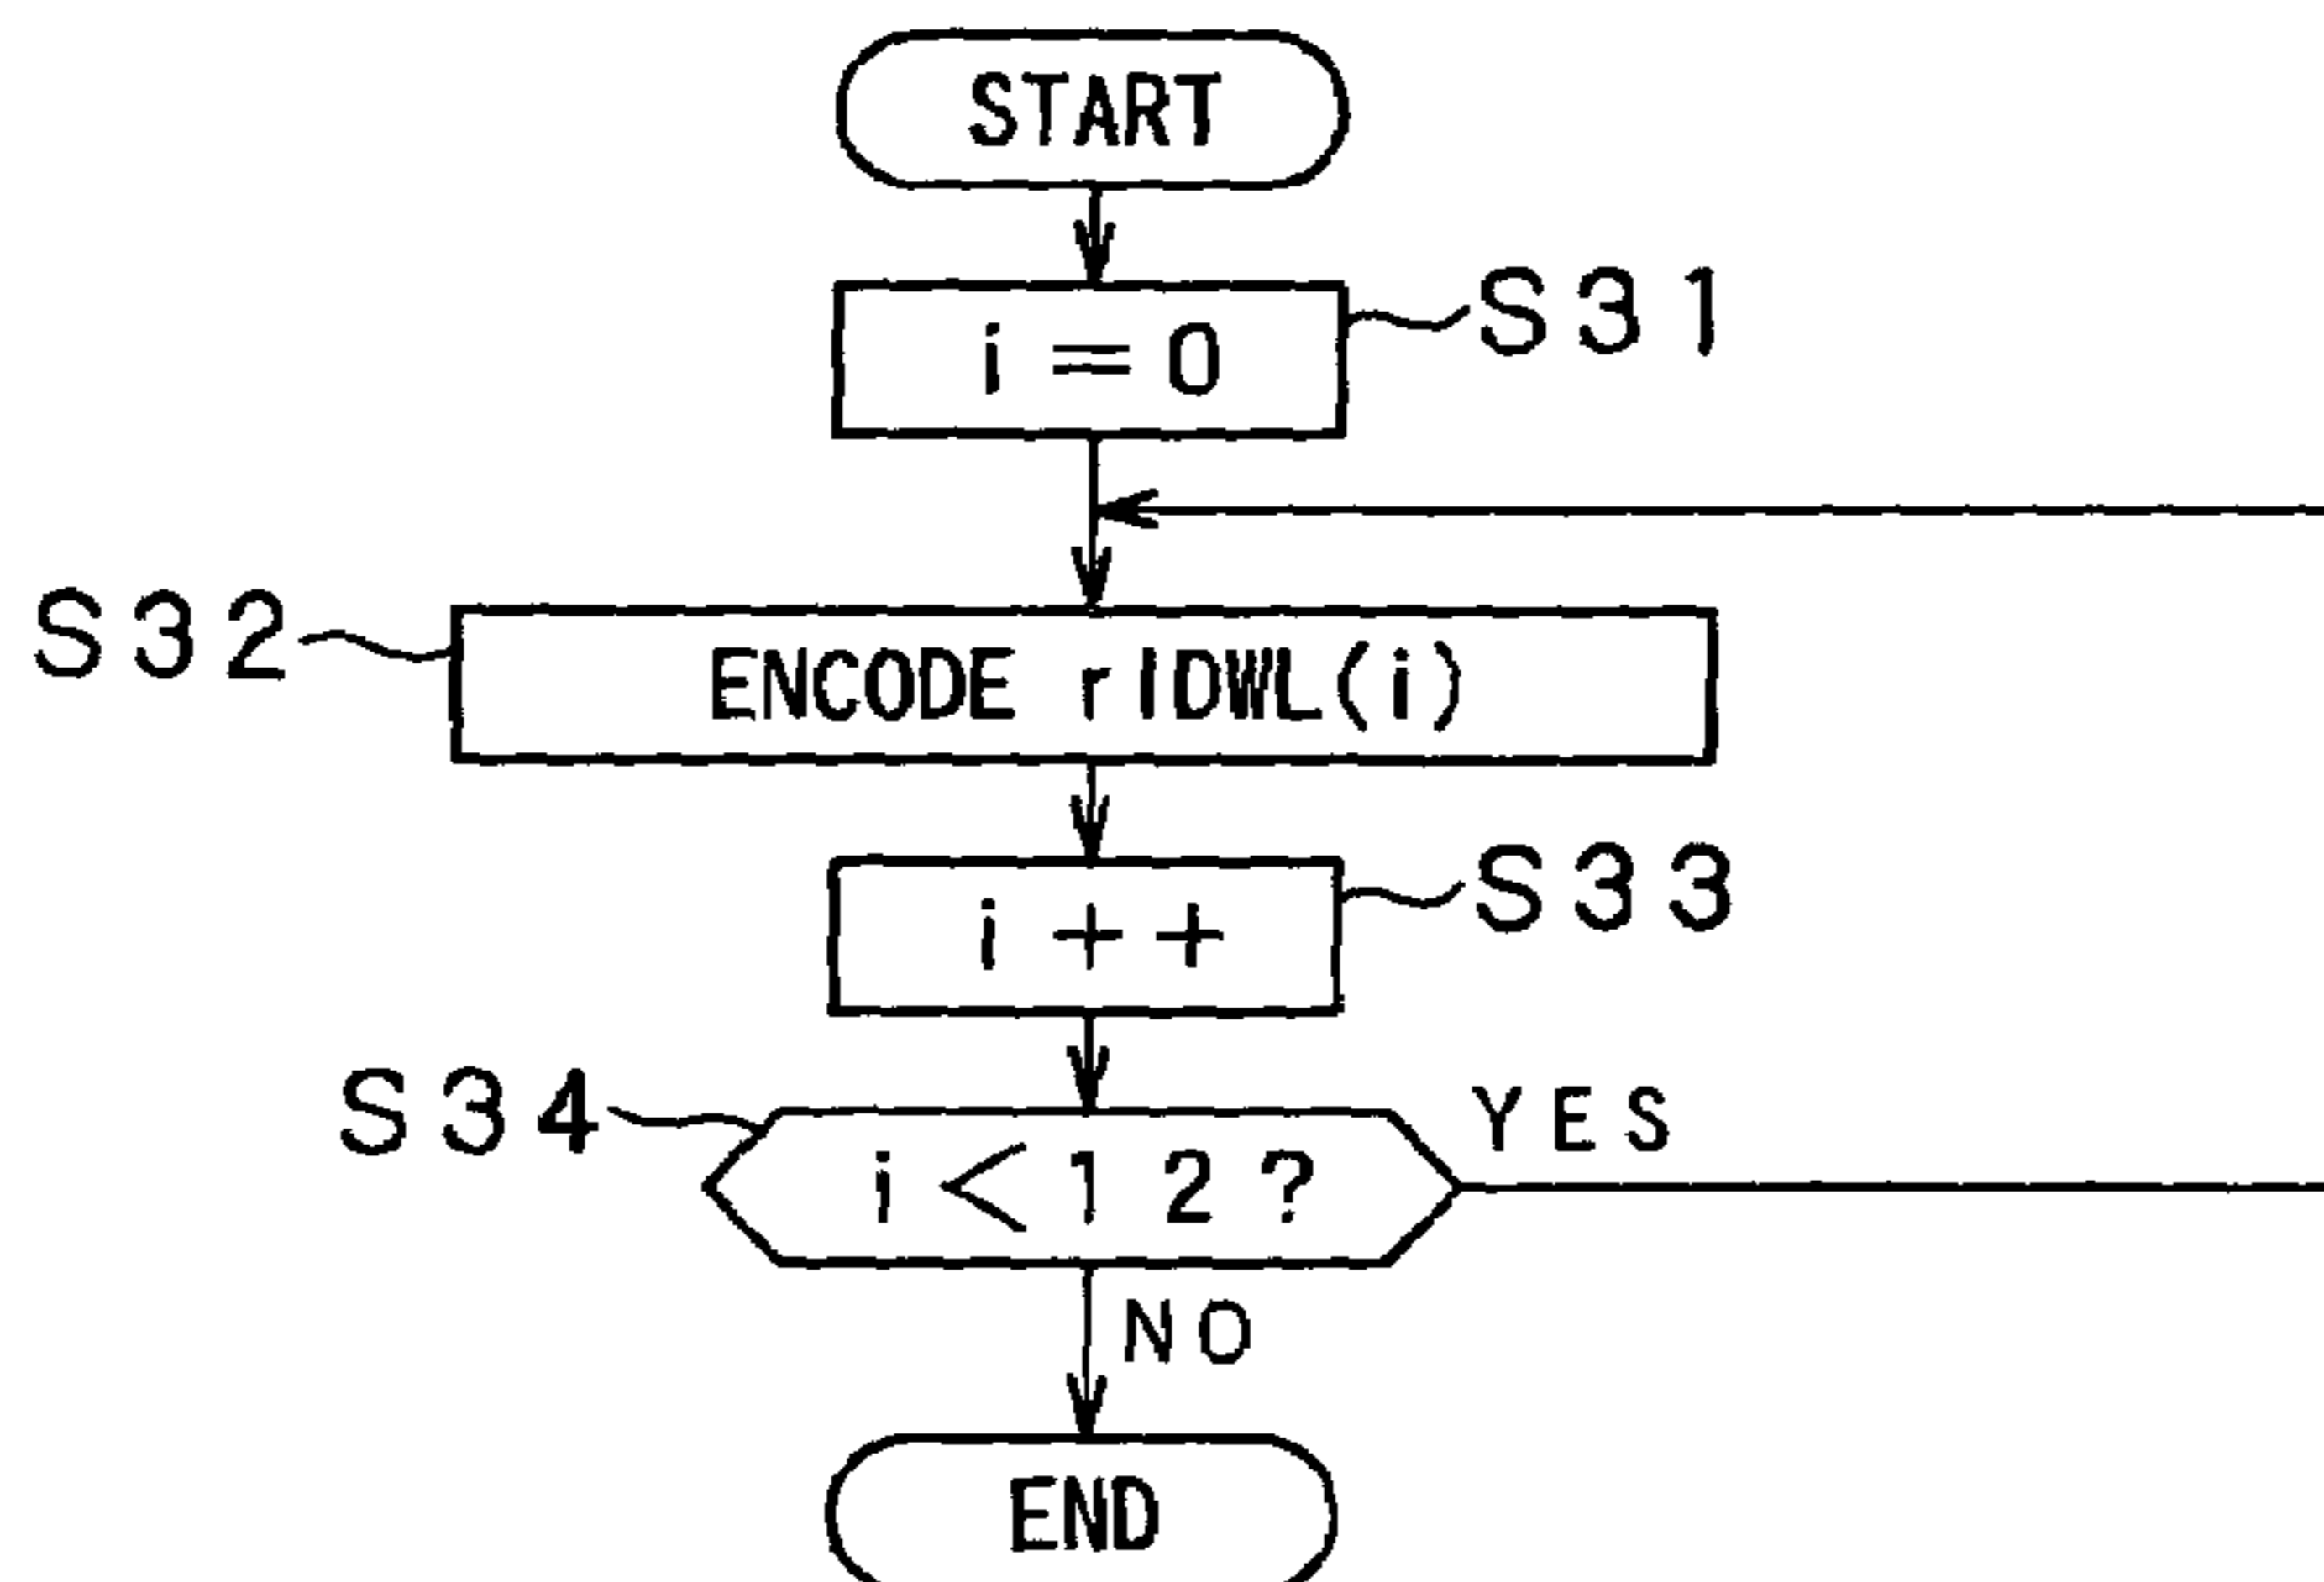 START
i=0
S31
S32
ENCODE rIDWL(i)
i++
S33
S34
i<12?
YES
NO
END